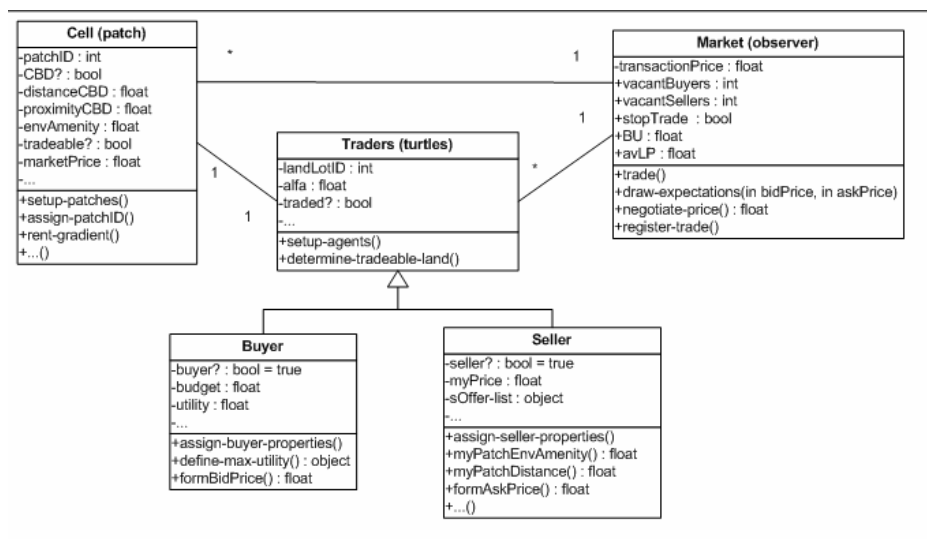 Cell (patch)
-patchID : int
-CBD? : bool
-distanceCBD : float
-proximityCBD : float
-envAmenity : float
-tradeable? : bool
-marketPrice : float
-...
+setup-patches()
+assign-patchID()
+rent-gradient()
+...()
*
1
Market (observer)
-transactionPrice : float
+vacantBuyers : int
+vacantSellers : int
+stopTrade : bool
+BU : float
+avLP : float
+trade()
+draw-expectations(in bidPrice, in askPrice)
+negotiate-price() : float
+register-trade()
1
*
1
1
Traders (turtles)
-landLotID : int
-alfa : float
-traded? : bool
-...
+setup-agents()
+determine-tradeable-land()
Buyer
-buyer? : bool = true
-budget : float
-utility : float
-...
+assign-buyer-properties()
+define-max-utility() : object
+formBidPrice() : float
Seller
-seller? : bool = true
-myPrice : float
-sOffer-list : object
-...
+assign-seller-properties()
+myPatchEnvAmenity() : float
+myPatchDistance() : float
+formAskPrice() : float
+...()